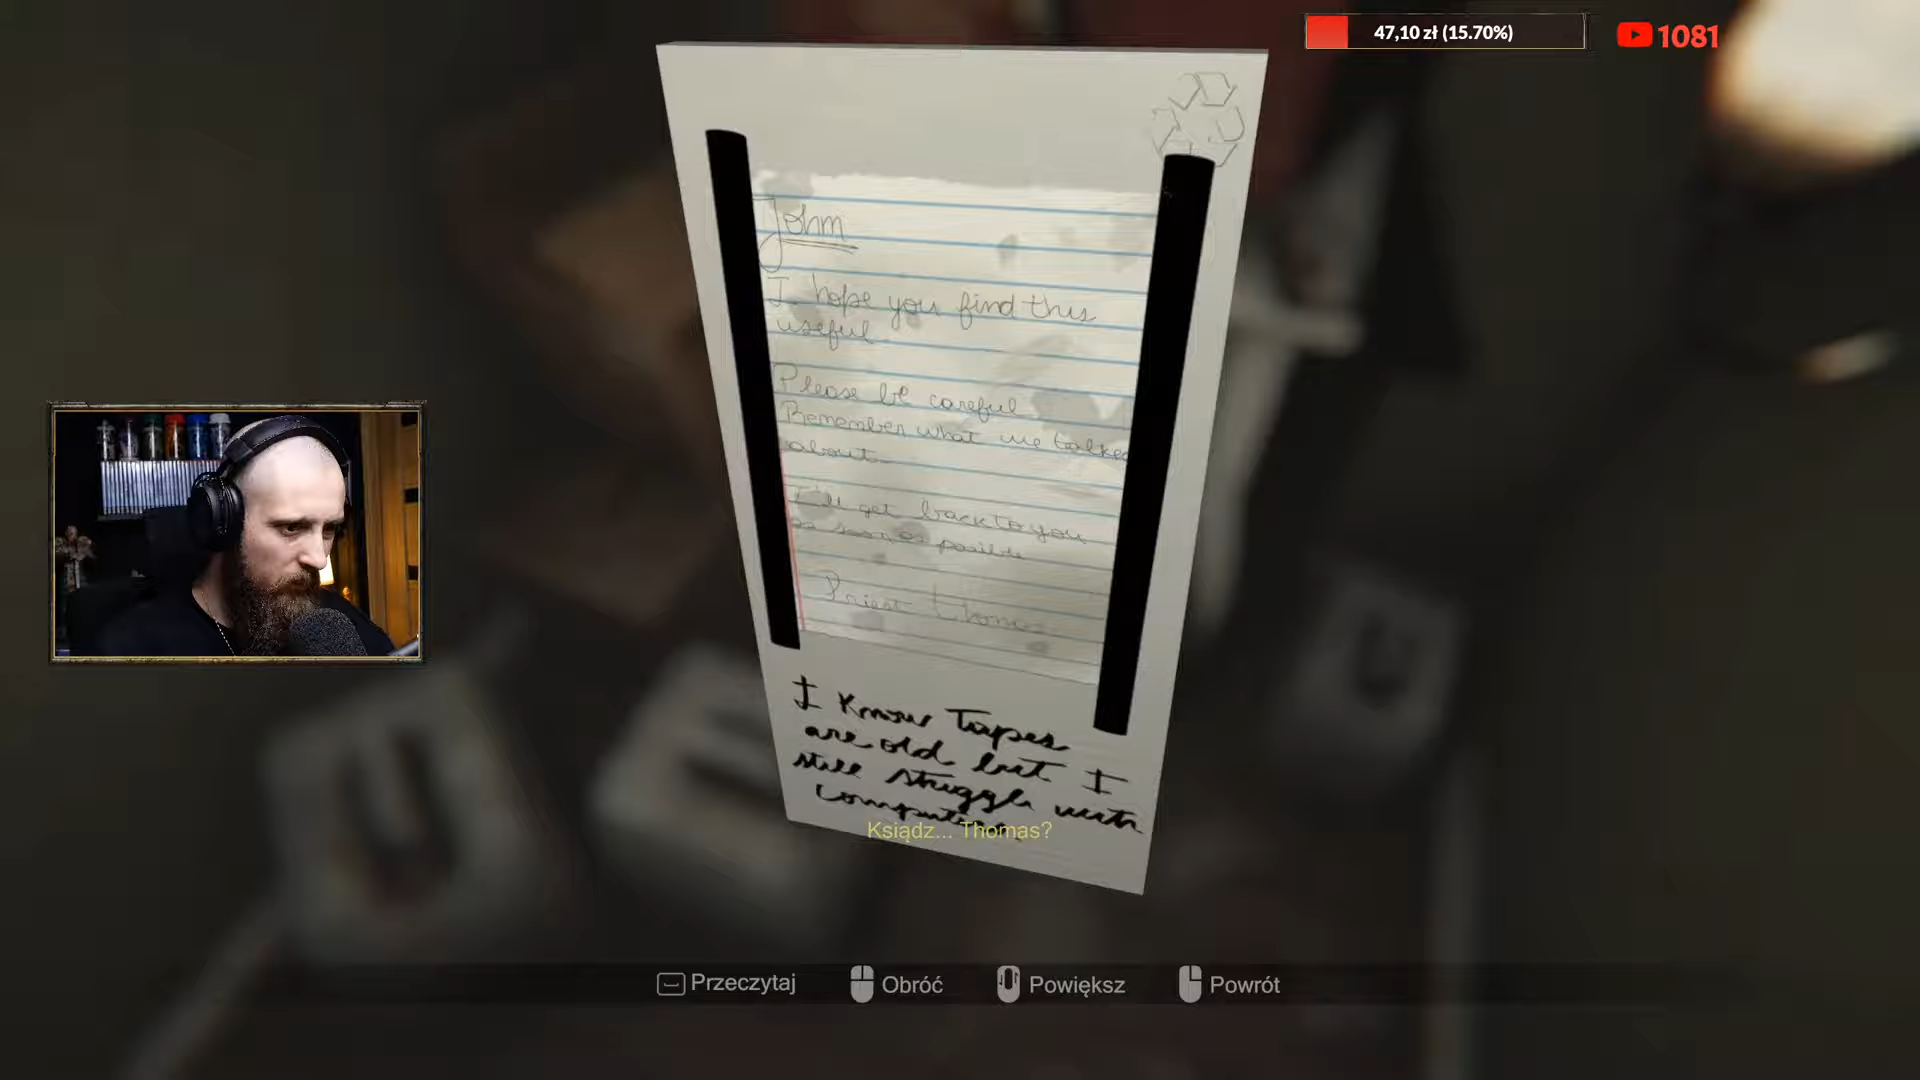 47,10 zł (15.70%)
1081
John
I hope you find this
useful.
Please be careful.
Remember what we talked
about.
I'll get back to you
as soon as posible
Priest Thomas
I Know Tapes
are old but I
still struggle with
computers
Ksiądz... Thomas?
Przeczytaj
Obróć
Powiększ
Powrót